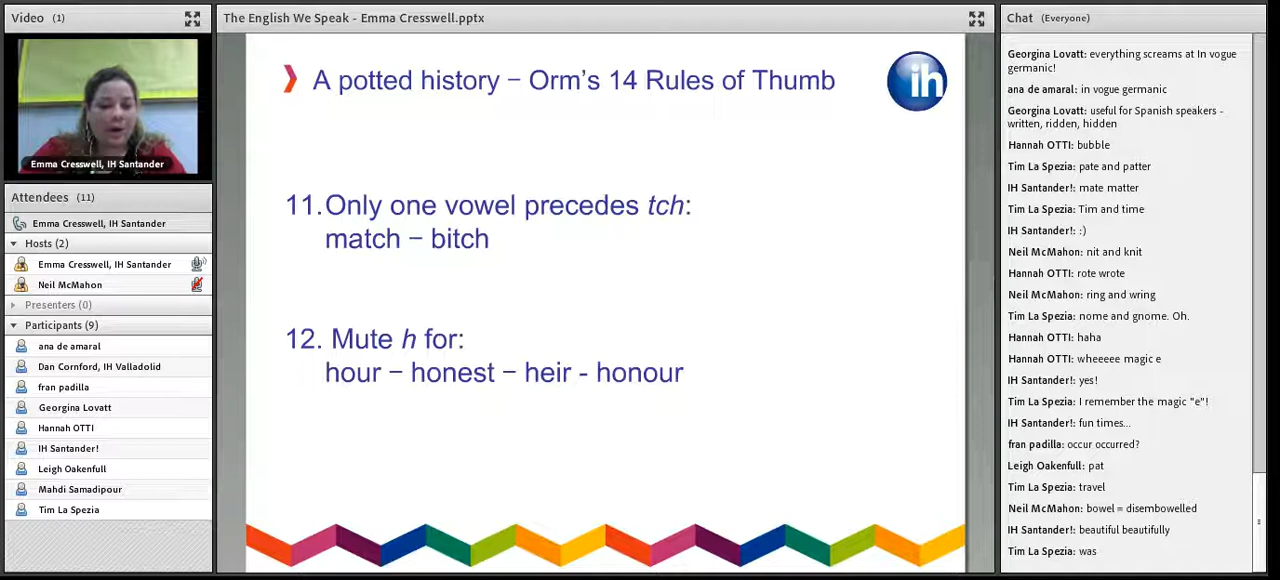 Video (1)
Emma Cresswell, IH Santander
Attendees (11)
Emma Cresswell, IH Santander
Hosts (2)
Emma Cresswell, IH Santander
Neil McMahon
Presenters (0)
Participants (9)
ana de amaral
Dan Cornford, IH Valladolid
fran padilla
Georgina Lovatt
Hannah OTTI
IH Santander!
Leigh Oakenfull
Mahdi Samadipour
Tim La Spezia
The English We Speak - Emma Cresswell.pptx
A potted history – Orm's 14 Rules of Thumb
ih
11.Only one vowel precedes tch:
match – bitch
12. Mute h for:
hour – honest – heir - honour
Chat (Everyone)
Georgina Lovatt: everything screams at In vogue
germanic!
ana de amaral: in vogue germanic
Georgina Lovatt: useful for Spanish speakers -
written, ridden, hidden
Hannah OTTI: bubble
Tim La Spezia: pate and patter
IH Santander!: mate matter
Tim La Spezia: Tim and time
IH Santander!: :)
Neil McMahon: nit and knit
Hannah OTTI: rote wrote
Neil McMahon: ring and wring
Tim La Spezia: nome and gnome. Oh.
Hannah OTTI: haha
Hannah OTTI: wheeeee magic e
IH Santander!: yes!
Tim La Spezia: I remember the magic "e"!
IH Santander!: fun times...
fran padilla: occur occurred?
Leigh Oakenfull: pat
Tim La Spezia: travel
Neil McMahon: bowel = disembowelled
IH Santander!: beautiful beautifully
Tim La Spezia: was